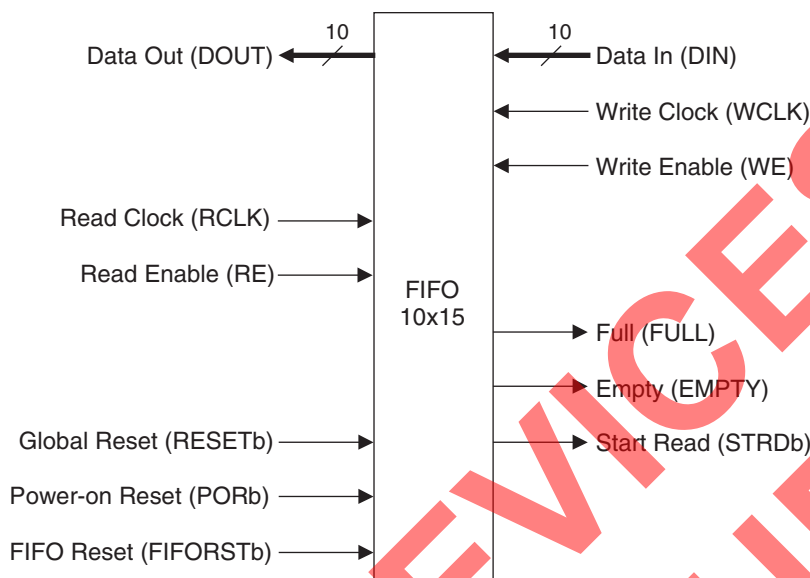 10
10
Data Out (DOUT)
Data In (DIN)
Write Clock (WCLK)
Write Enable (WE)
Read Clock (RCLK)
Read Enable (RE)
FIFO
10x15
Full (FULL)
Empty (EMPTY)
Global Reset (RESETb)
Start Read (STRDb)
Power-on Reset (PORb)
FIFO Reset (FIFORSTb)